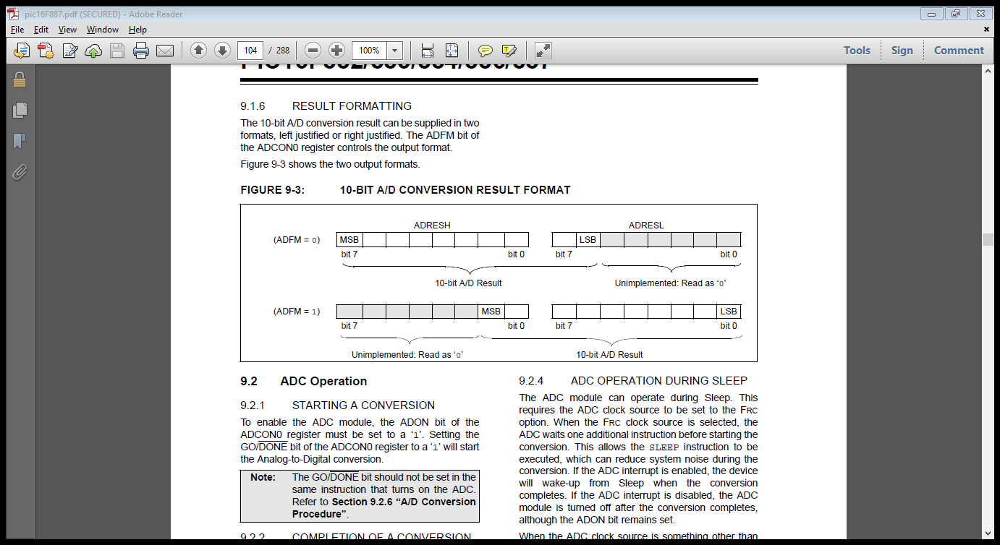 pic16F887.pdf (SECURED) - Adobe Reader
File Edit View Window Help
104 / 288 100% Tools Sign Comment
PIC16F882/883/884/886/887
9.1.6 RESULT FORMATTING
The 10-bit A/D conversion result can be supplied in two
formats, left justified or right justified. The ADFM bit of
the ADCON0 register controls the output format.
Figure 9-3 shows the two output formats.
FIGURE 9-3: 10-BIT A/D CONVERSION RESULT FORMAT
ADRESH ADRESL
(ADFM = 0) MSB LSB
bit 7 bit 0 bit 7 bit 0
10-bit A/D Result Unimplemented: Read as ‘0’
(ADFM = 1) MSB LSB
bit 7 bit 0 bit 7 bit 0
Unimplemented: Read as ‘0’ 10-bit A/D Result
9.2 ADC Operation
9.2.1 STARTING A CONVERSION
To enable the ADC module, the ADON bit of the
ADCON0 register must be set to a ‘1’. Setting the
GO/DONE bit of the ADCON0 register to a ‘1’ will start
the Analog-to-Digital conversion.
Note: The GO/DONE bit should not be set in the
same instruction that turns on the ADC.
Refer to Section 9.2.6 “A/D Conversion
Procedure”.
9.2.2 COMPLETION OF A CONVERSION
9.2.4 ADC OPERATION DURING SLEEP
The ADC module can operate during Sleep. This
requires the ADC clock source to be set to the FRC
option. When the FRC clock source is selected, the
ADC waits one additional instruction before starting the
conversion. This allows the SLEEP instruction to be
executed, which can reduce system noise during the
conversion. If the ADC interrupt is enabled, the device
will wake-up from Sleep when the conversion
completes. If the ADC interrupt is disabled, the ADC
module is turned off after the conversion completes,
although the ADON bit remains set.
When the ADC clock source is something other than